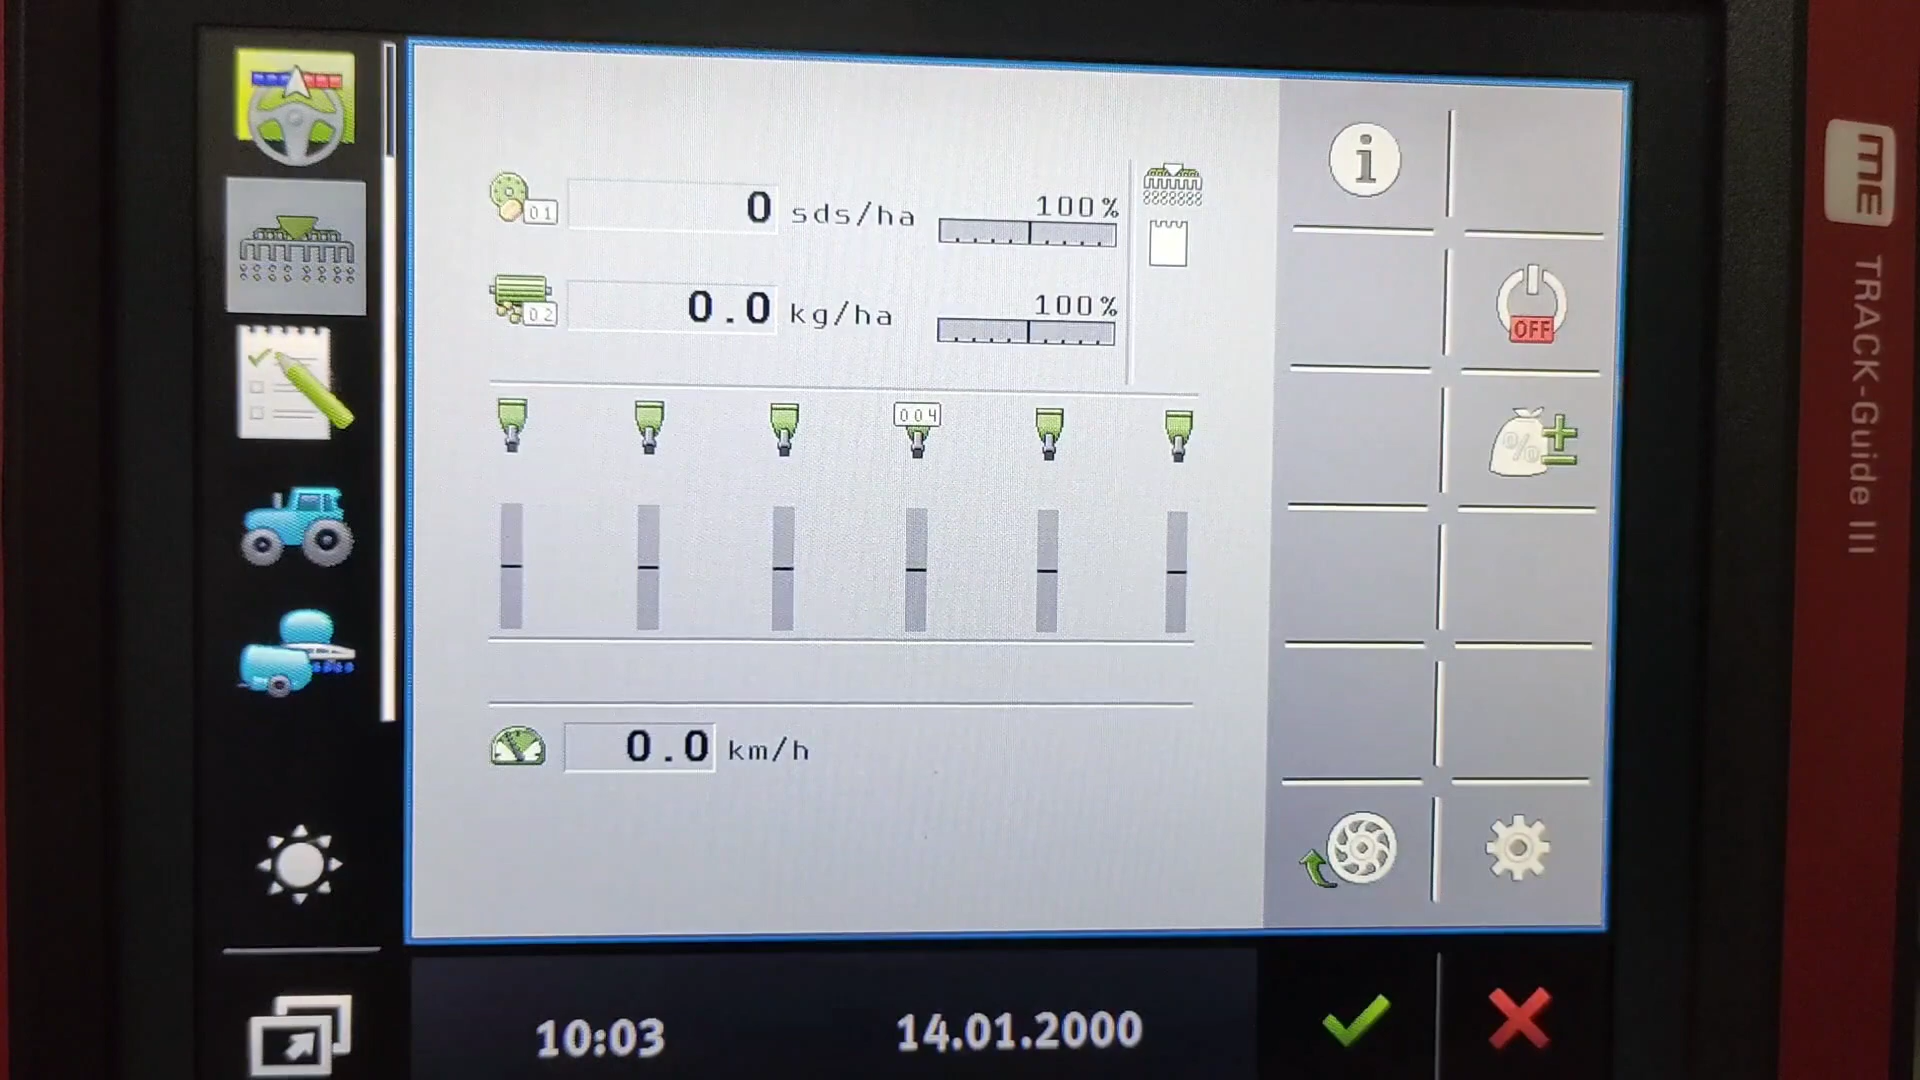 01
0 sds/ha
100%
02
0.0 kg/ha
100%
004
0.0 km/h
i
OFF
%
10:03
14.01.2000
ME
TRACK-Guide III